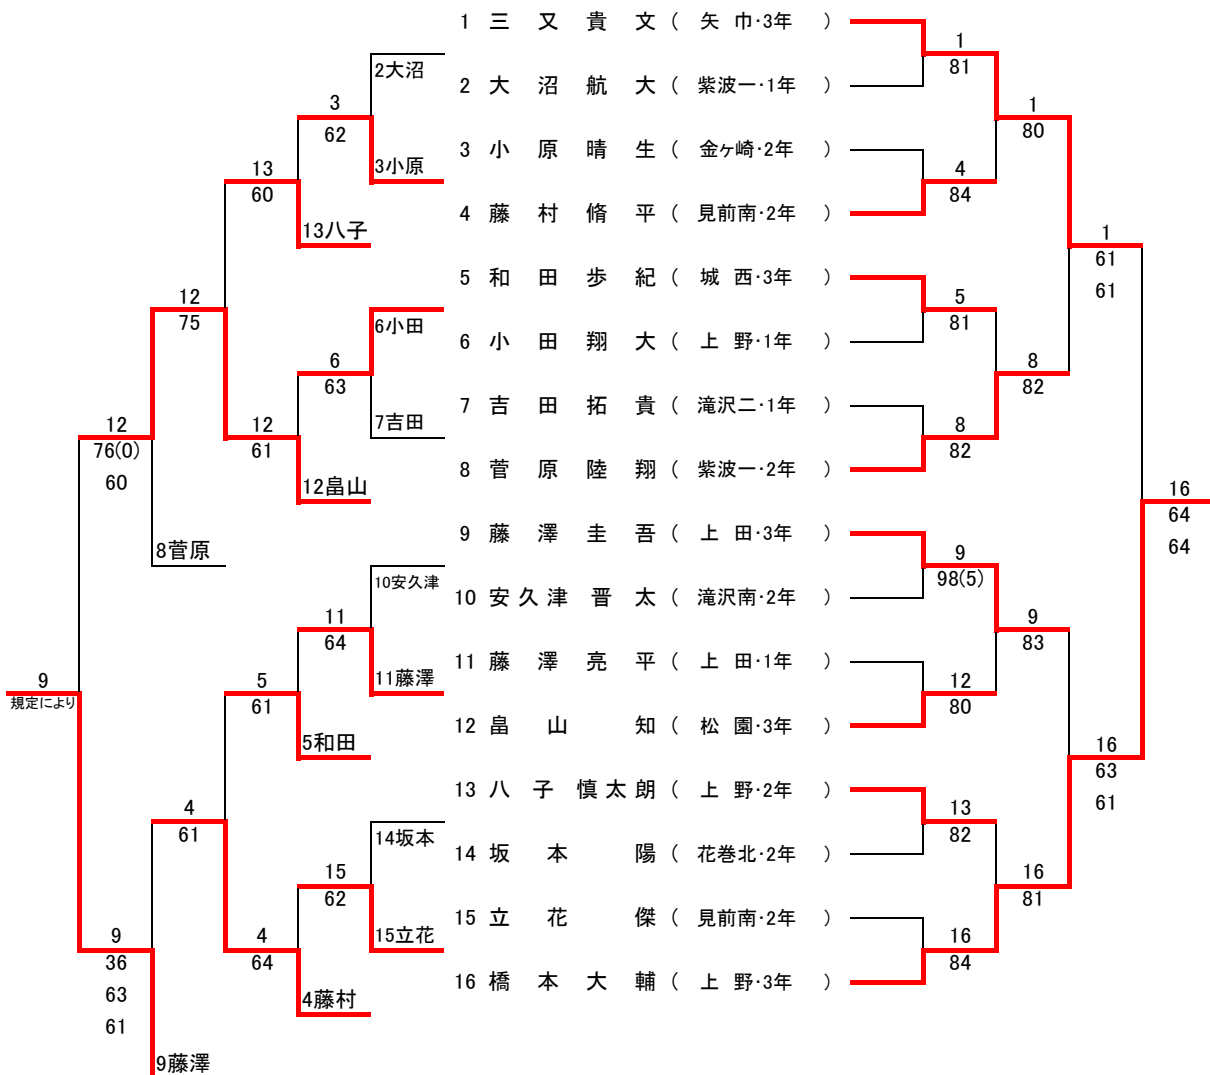 1 三又貴文 ( 矢巾・3年 )
2 大沼航大 ( 紫波一・1年 )
3 小原晴生 ( 金ケ崎・2年 )
4 藤村脩平 ( 見前南・2年 )
5 和田歩紀 ( 城西・3年 )
6 小田翔大 ( 上野・1年 )
7 吉田拓貴 ( 滝沢二・1年 )
8 菅原陸翔 ( 紫波一・2年 )
9 藤澤圭吾 ( 上田・3年 )
10 安久津晋太 ( 滝沢南・2年 )
11 藤澤亮平 ( 上田・1年 )
12 畠山知 ( 松園・3年 )
13 八子慎太朗 ( 上野・2年 )
14 坂本陽 ( 花巻北・2年 )
15 立花傑 ( 見前南・2年 )
16 橋本大輔 ( 上野・3年 )
1
81
4
84
5
81
8
82
9
98(5)
12
80
13
82
16
84
1
80
8
82
9
83
16
81
1
61
61
16
63
61
16
64
64
2大沼
3小原
6小田
7吉田
10安久津
11藤澤
14坂本
15立花
3
62
13八子
6
63
12畠山
11
64
5和田
15
62
4藤村
13
60
12
61
5
61
4
64
12
75
8菅原
4
61
9藤澤
12
76(0)
60
9
36
63
61
9
規定により